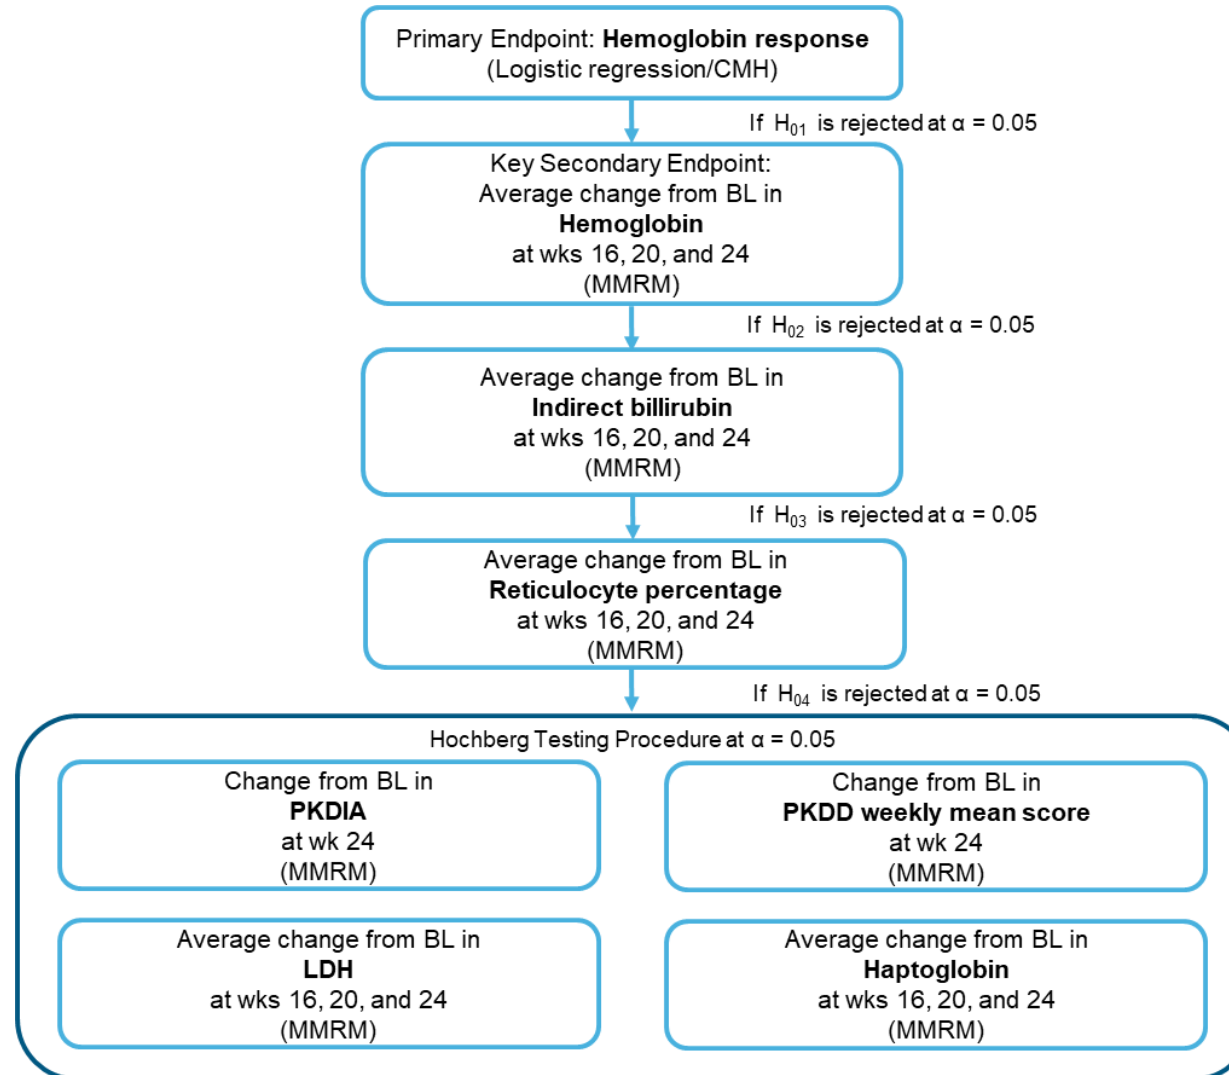 Primary Endpoint: Hemoglobin response
(Logistic regression/CMH)
If H01 is rejected at α = 0.05
Key Secondary Endpoint:
Average change from BL in
Hemoglobin
at wks 16, 20, and 24
(MMRM)
If H02 is rejected at α = 0.05
Average change from BL in
Indirect billirubin
at wks 16, 20, and 24
(MMRM)
If H03 is rejected at α = 0.05
Average change from BL in
Reticulocyte percentage
at wks 16, 20, and 24
(MMRM)
If H04 is rejected at α = 0.05
Hochberg Testing Procedure at α = 0.05
Change from BL in
PKDIA
at wk 24
(MMRM)
Change from BL in
PKDD weekly mean score
at wk 24
(MMRM)
Average change from BL in
LDH
at wks 16, 20, and 24
(MMRM)
Average change from BL in
Haptoglobin
at wks 16, 20, and 24
(MMRM)